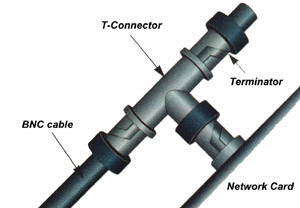 T-Connector
Terminator
BNC cable
Network Card